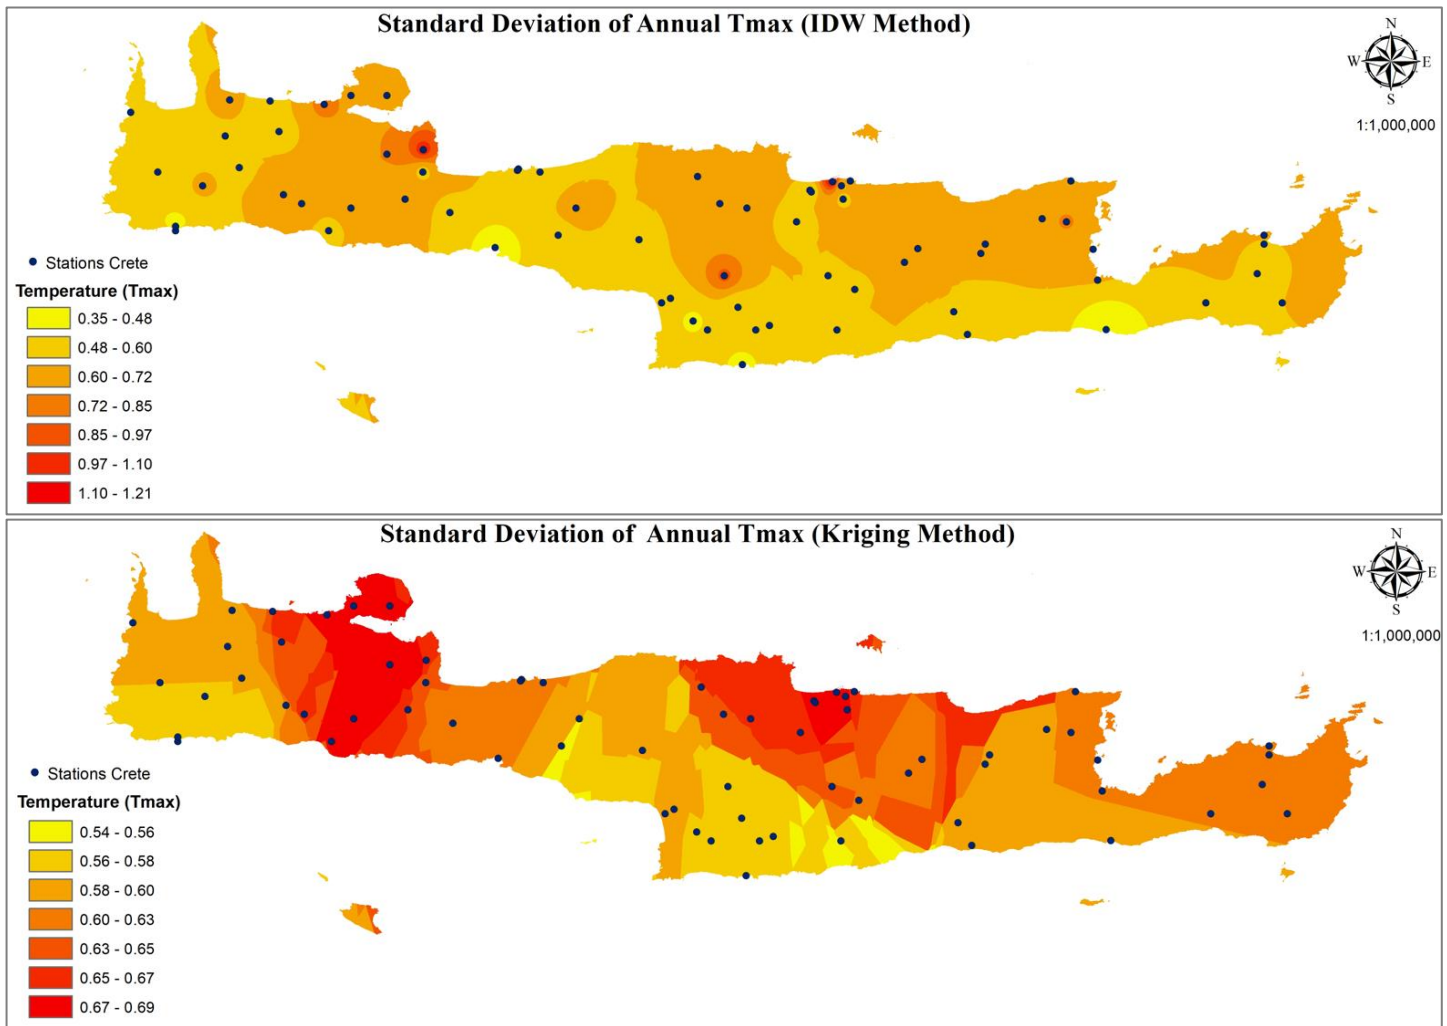 Standard Deviation of Annual Tmax (IDW Method)
N
W E
S
1:1,000,000
Stations Crete
Temperature (Tmax)
0.35 - 0.48
0.48 - 0.60
0.60 - 0.72
0.72 - 0.85
0.85 - 0.97
0.97 - 1.10
1.10 - 1.21
Standard Deviation of Annual Tmax (Kriging Method)
N
W E
S
1:1,000,000
Stations Crete
Temperature (Tmax)
0.54 - 0.56
0.56 - 0.58
0.58 - 0.60
0.60 - 0.63
0.63 - 0.65
0.65 - 0.67
0.67 - 0.69